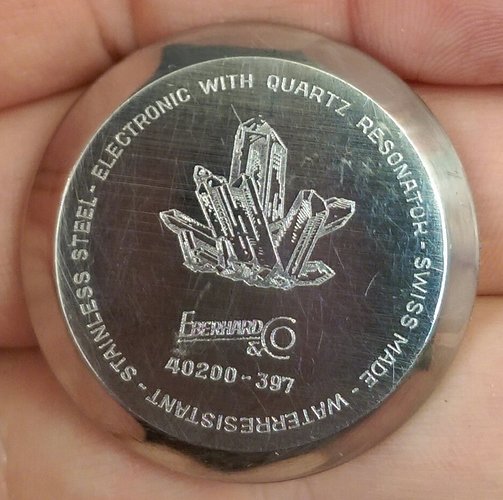 STAINLESS STEEL - ELECTRONIC WITH QUARTZ RESONATOR - SWISS MADE - WATERRESISTANT -
EBERHARD & CO
40200-397